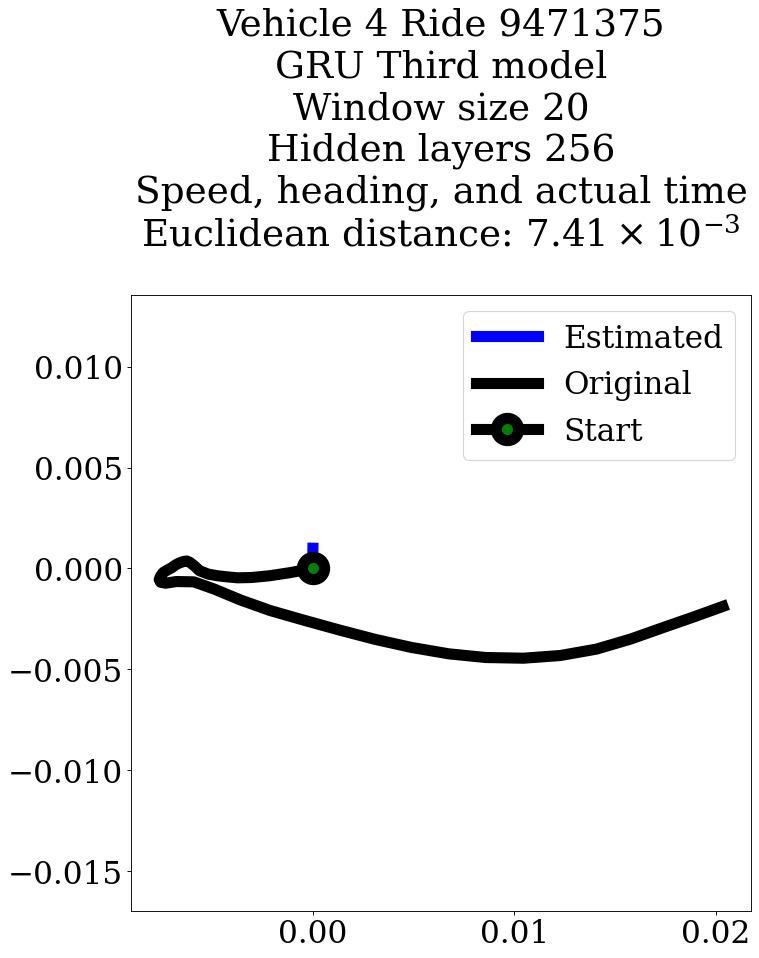 Vehicle 4 Ride 9471375
GRU Third model
Window size 20
Hidden layers 256
Speed, heading, and actual time
Euclidean distance: 7.41 × 10⁻³
Estimated
Original
Start
0.010
0.005
0.000
−0.005
−0.010
−0.015
0.00
0.01
0.02